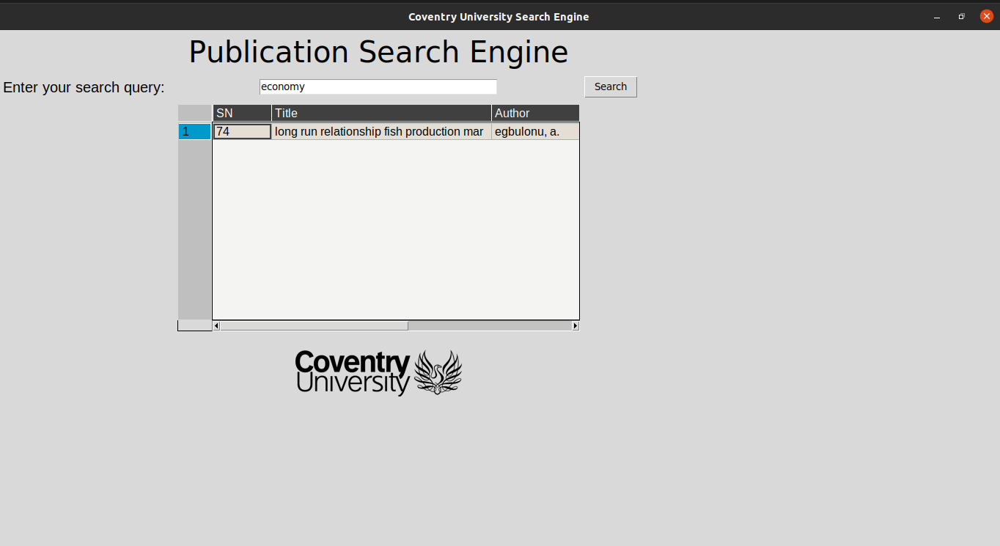 Coventry University Search Engine
Publication Search Engine
Enter your search query: economy Search
SN Title Author
1 74 long run relationship fish production mar egbulonu, a.
Coventry
University